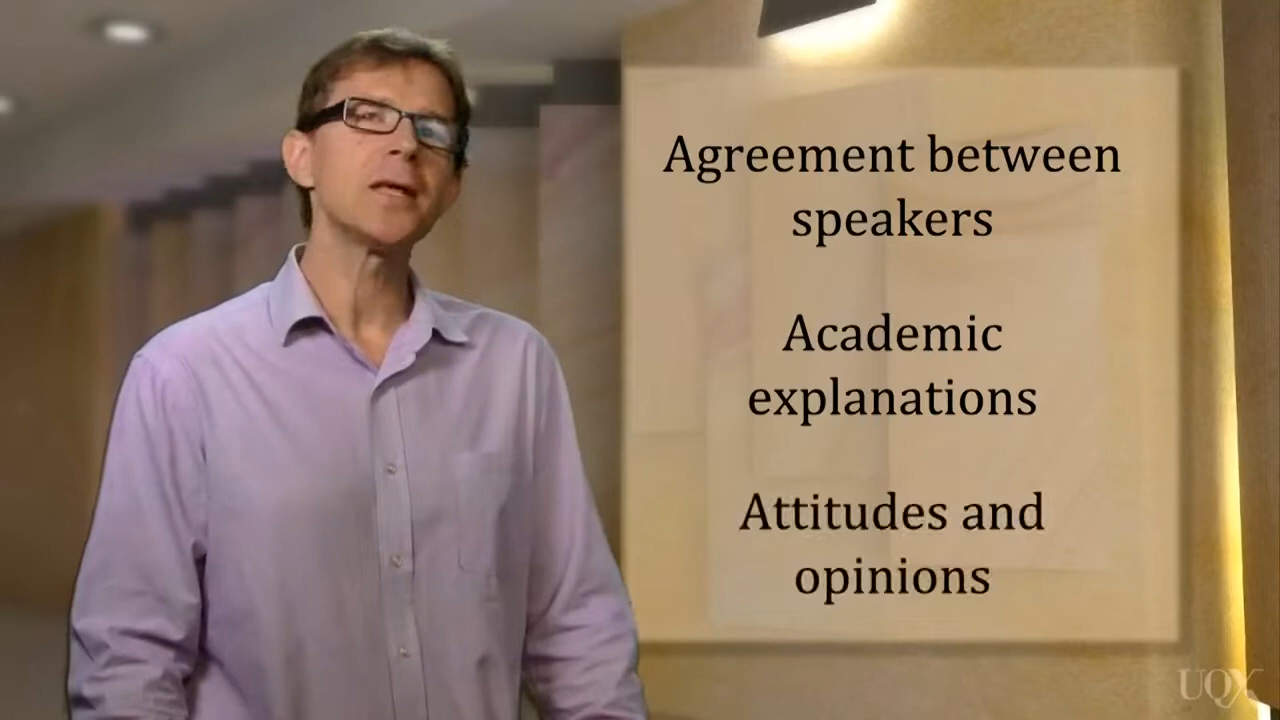 Agreement between
speakers
Academic
explanations
Attitudes and
opinions
UQX